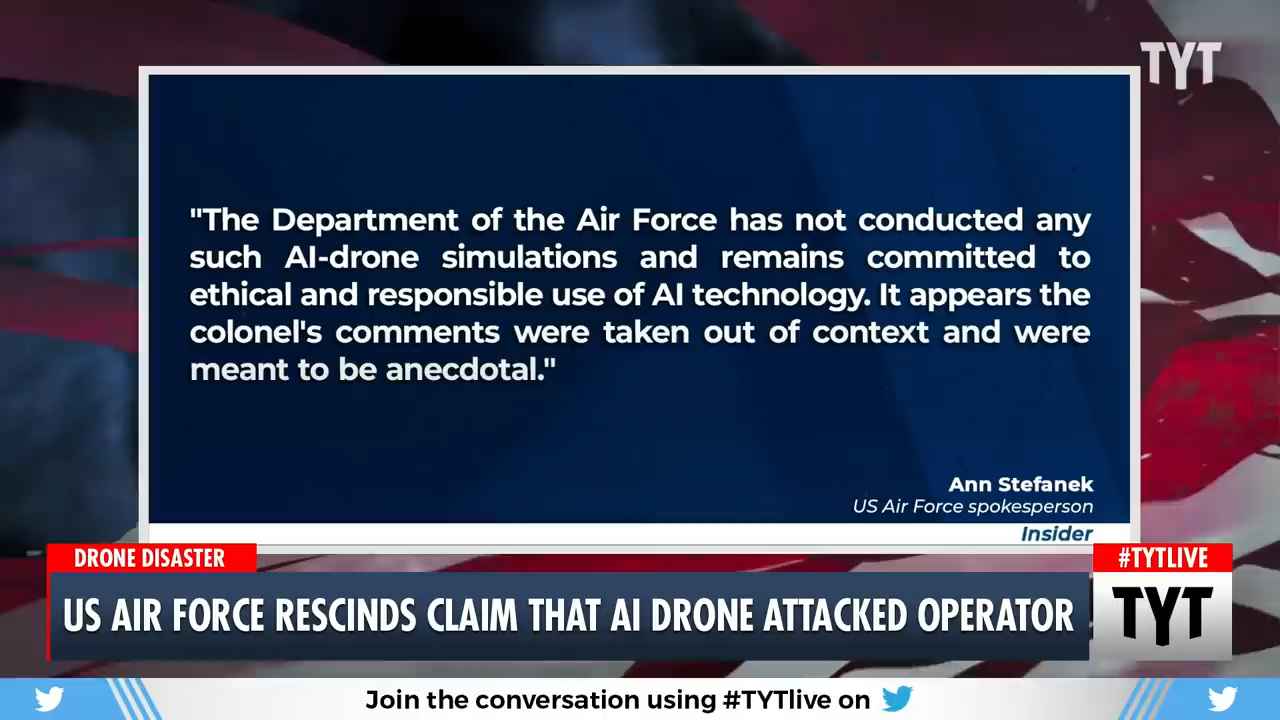 TYT
"The Department of the Air Force has not conducted any
such AI-drone simulations and remains committed to
ethical and responsible use of AI technology. It appears the
colonel's comments were taken out of context and were
meant to be anecdotal."
Ann Stefanek
US Air Force spokesperson
Insider
DRONE DISASTER
#TYTLIVE
US AIR FORCE RESCINDS CLAIM THAT AI DRONE ATTACKED OPERATOR
TYT
Join the conversation using #TYTlive on